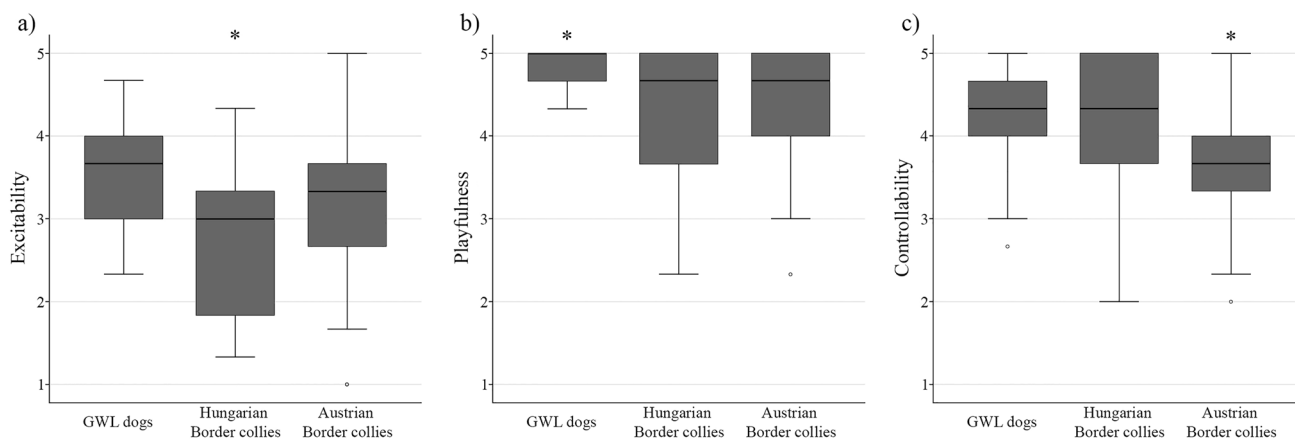 a)
*
5
4
3
2
1
Excitability
GWL dogs
Hungarian
Border collies
Austrian
Border collies
b)
*
5
4
3
2
1
Playfulness
GWL dogs
Hungarian
Border collies
Austrian
Border collies
c)
*
5
4
3
2
1
Controllability
GWL dogs
Hungarian
Border collies
Austrian
Border collies